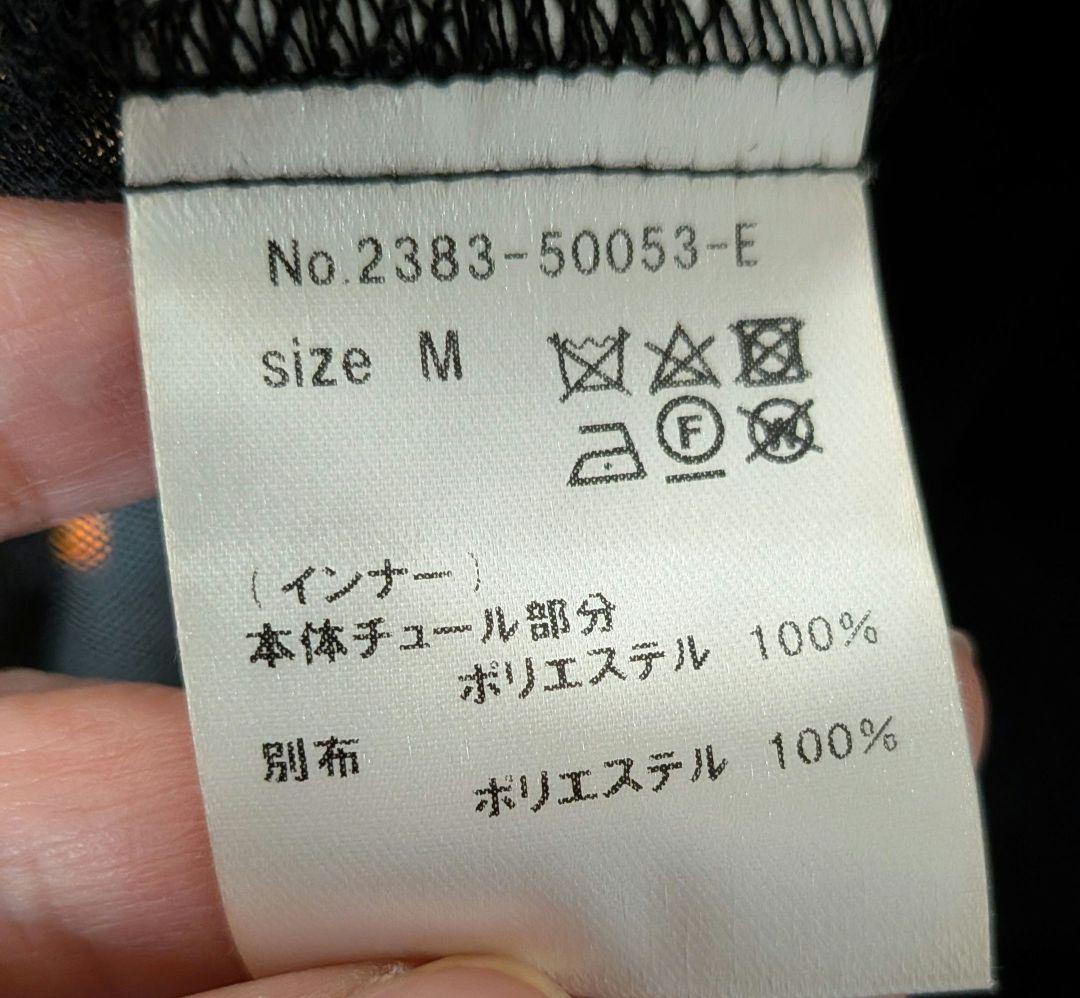 No.2383-50053-E
size M
F
W
(インナー)
本体チュール部分
ポリエステル 100%
別布
ポリエステル 100%